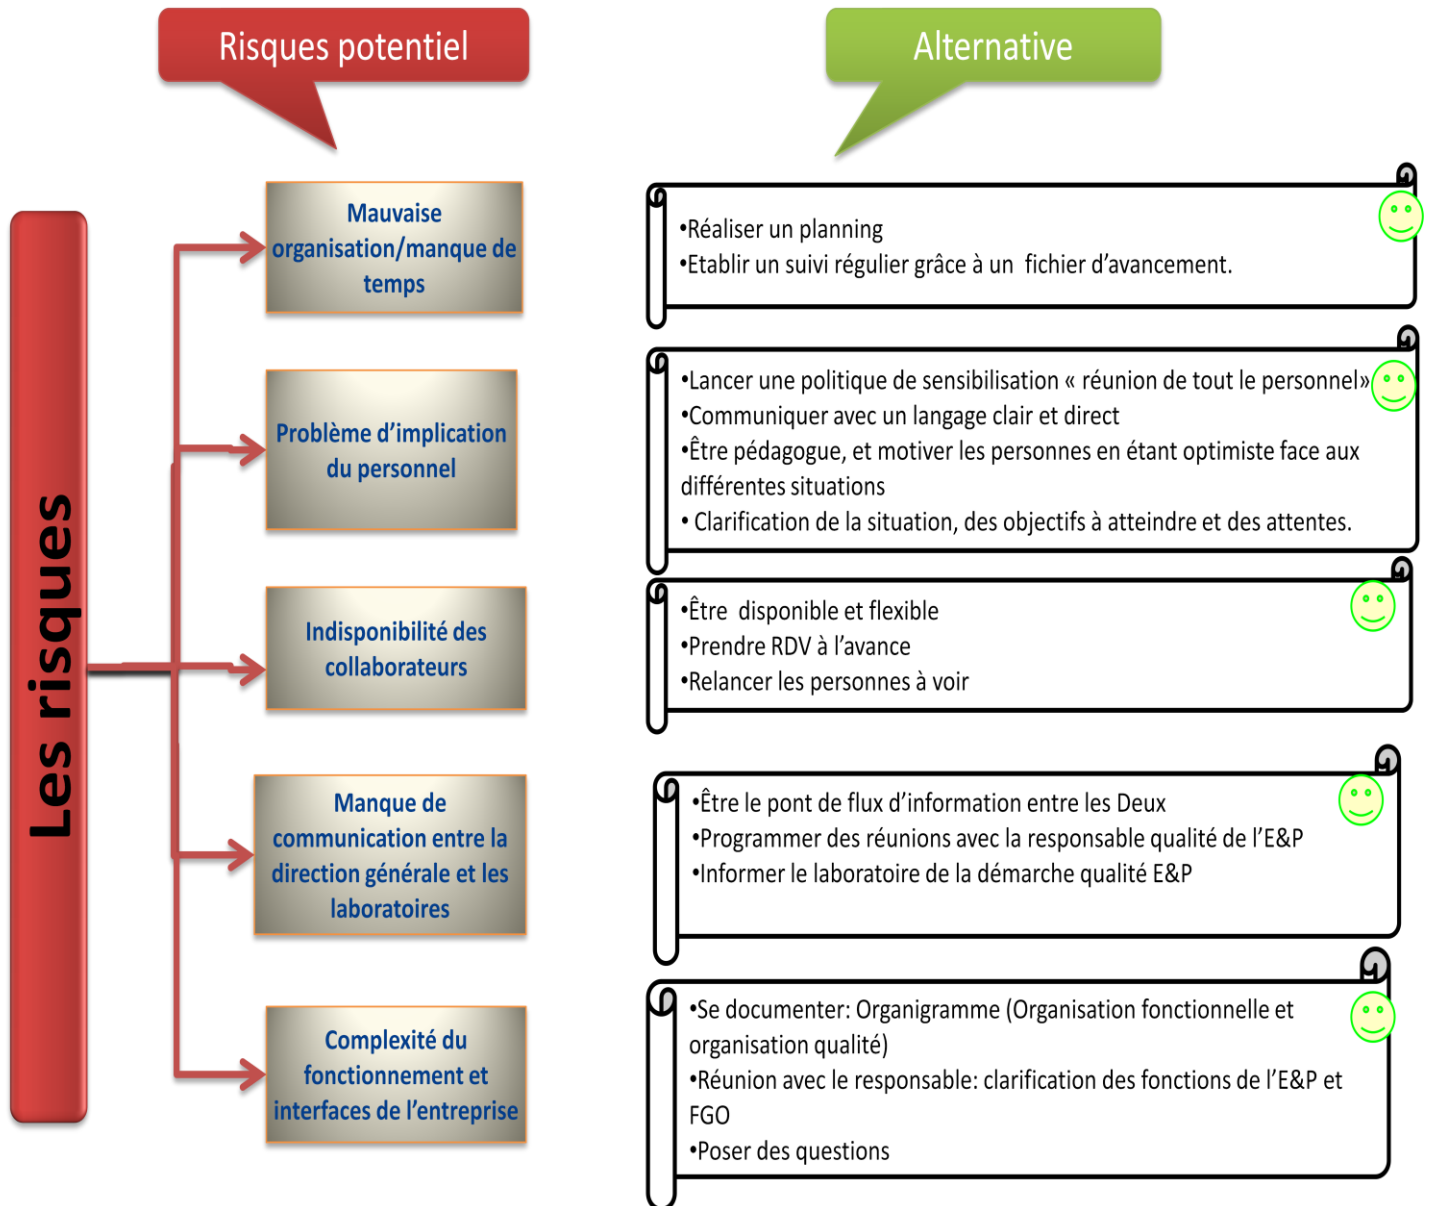 Risques potentiel
Alternative
Les risques
Mauvaise
organisation/manque de
temps
•Réaliser un planning
•Etablir un suivi régulier grâce à un  fichier d’avancement.
Problème d’implication
du personnel
•Lancer une politique de sensibilisation « réunion de tout le personnel»
•Communiquer avec un langage clair et direct
•Être pédagogue, et motiver les personnes en étant optimiste face aux
différentes situations
• Clarification de la situation, des objectifs à atteindre et des attentes.
Indisponibilité des
collaborateurs
•Être  disponible et flexible
•Prendre RDV à l’avance
•Relancer les personnes à voir
Manque de
communication entre la
direction générale et les
laboratoires
•Être le pont de flux d’information entre les Deux
•Programmer des réunions avec la responsable qualité de l’E&P
•Informer le laboratoire de la démarche qualité E&P
Complexité du
fonctionnement et
interfaces de l’entreprise
•Se documenter: Organigramme (Organisation fonctionnelle et
organisation qualité)
•Réunion avec le responsable: clarification des fonctions de l’E&P et
FGO
•Poser des questions